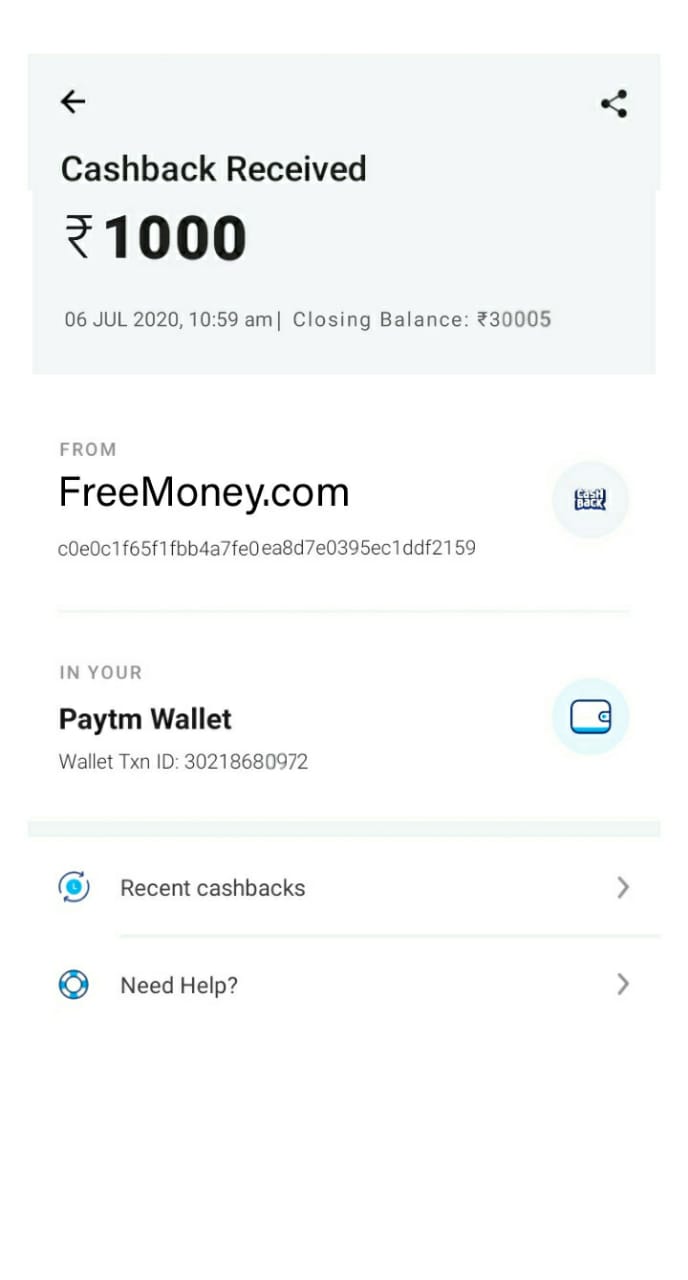 Cashback Received
₹1000
06 JUL 2020, 10:59 am| Closing Balance: ₹30005
FROM
FreeMoney.com
CASH
BACK
c0e0c1f65f1fbb4a7fe0ea8d7e0395ec1ddf2159
IN YOUR
Paytm Wallet
Wallet Txn ID: 30218680972
Recent cashbacks
Need Help?